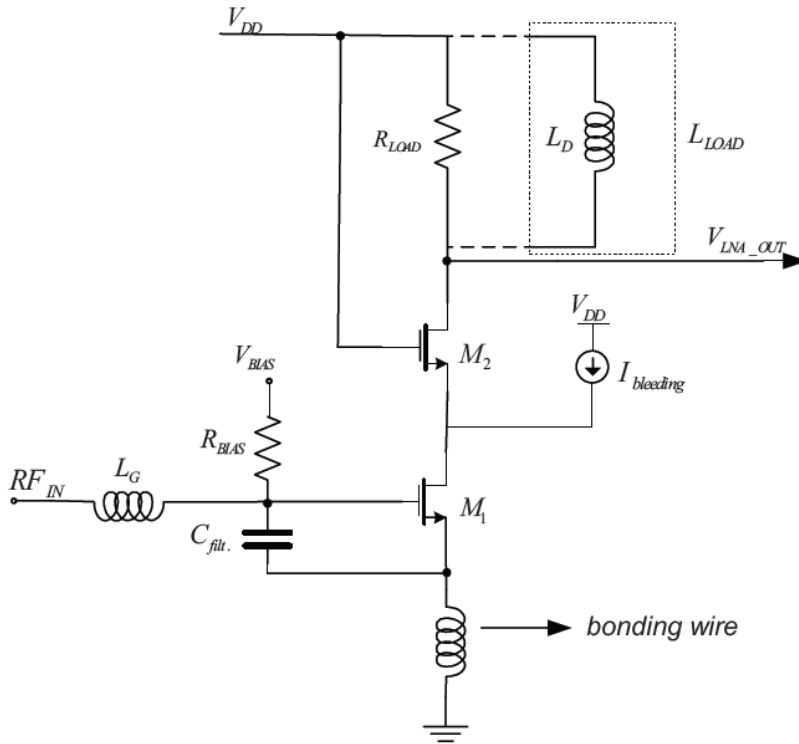 V_DD
R_LOAD
L_D
L_LOAD
V_LNA_OUT
V_DD
M_2
I_bleeding
V_BIAS
R_BIAS
RF_IN
L_G
M_1
C_filt.
bonding wire